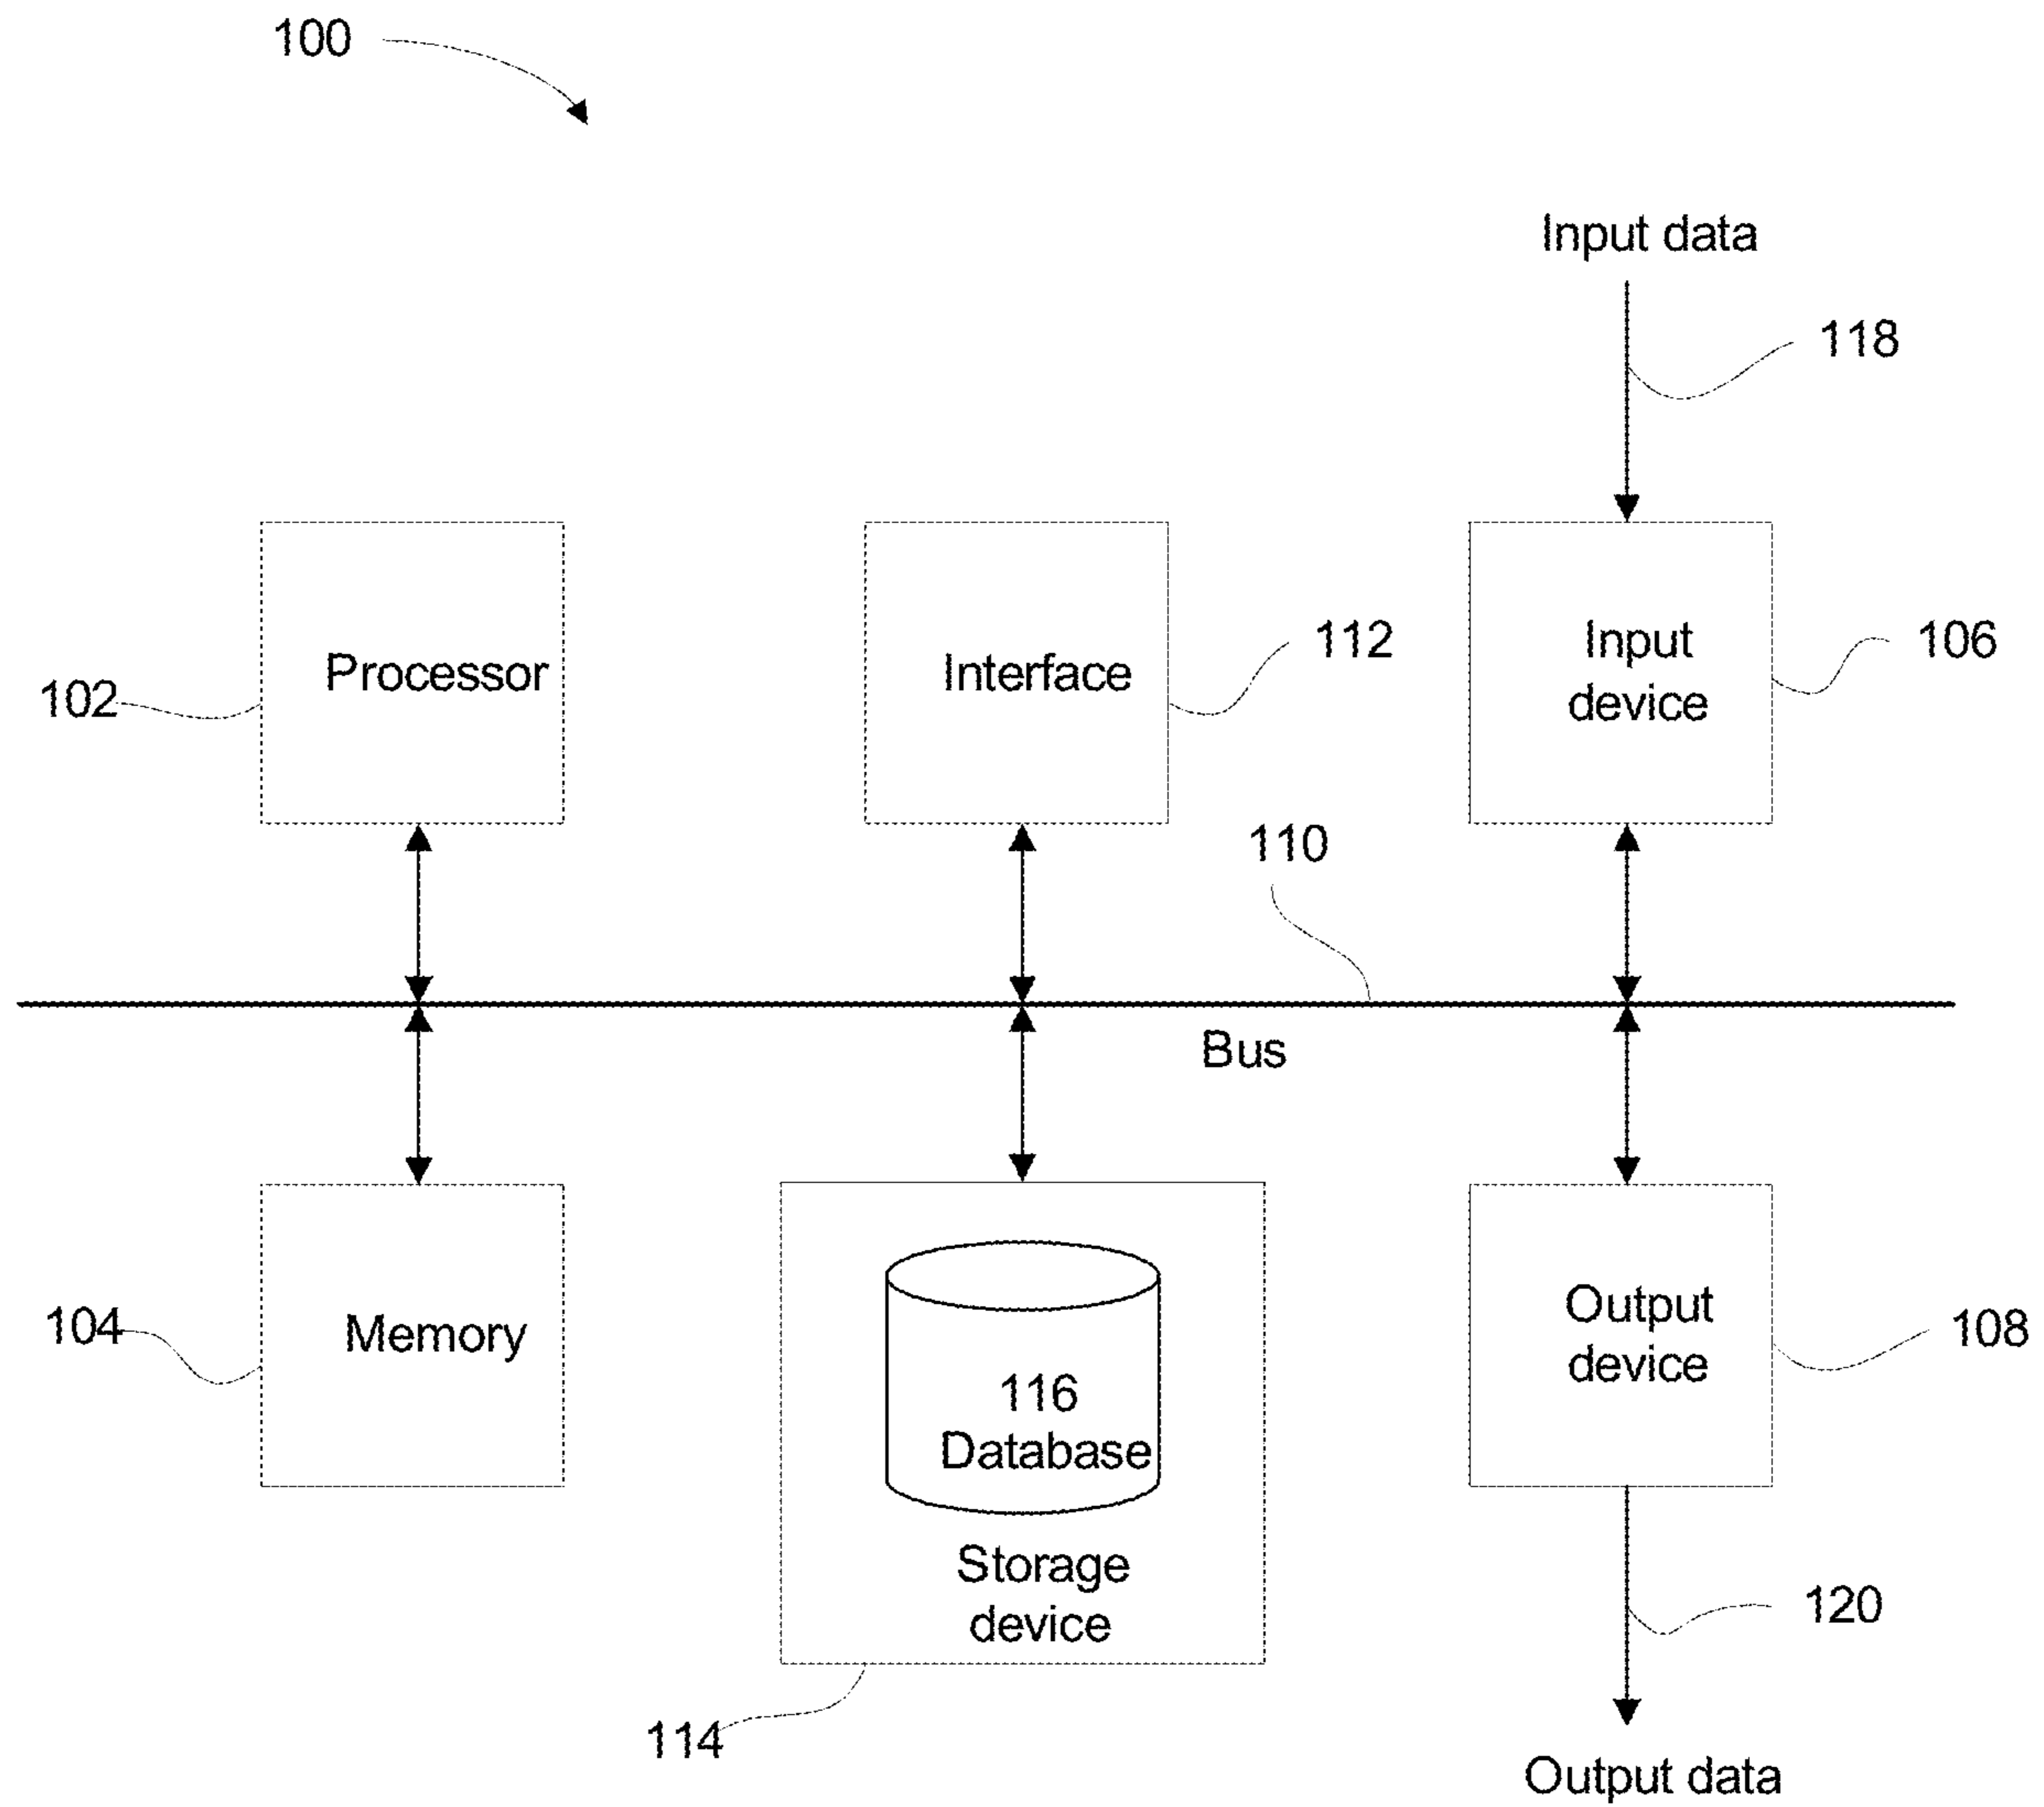 100
Input data
118
Processor
102
Interface
112
Input
device
106
110
Bus
Memory
104
116
Database
Storage
device
114
Output
device
108
120
Output data